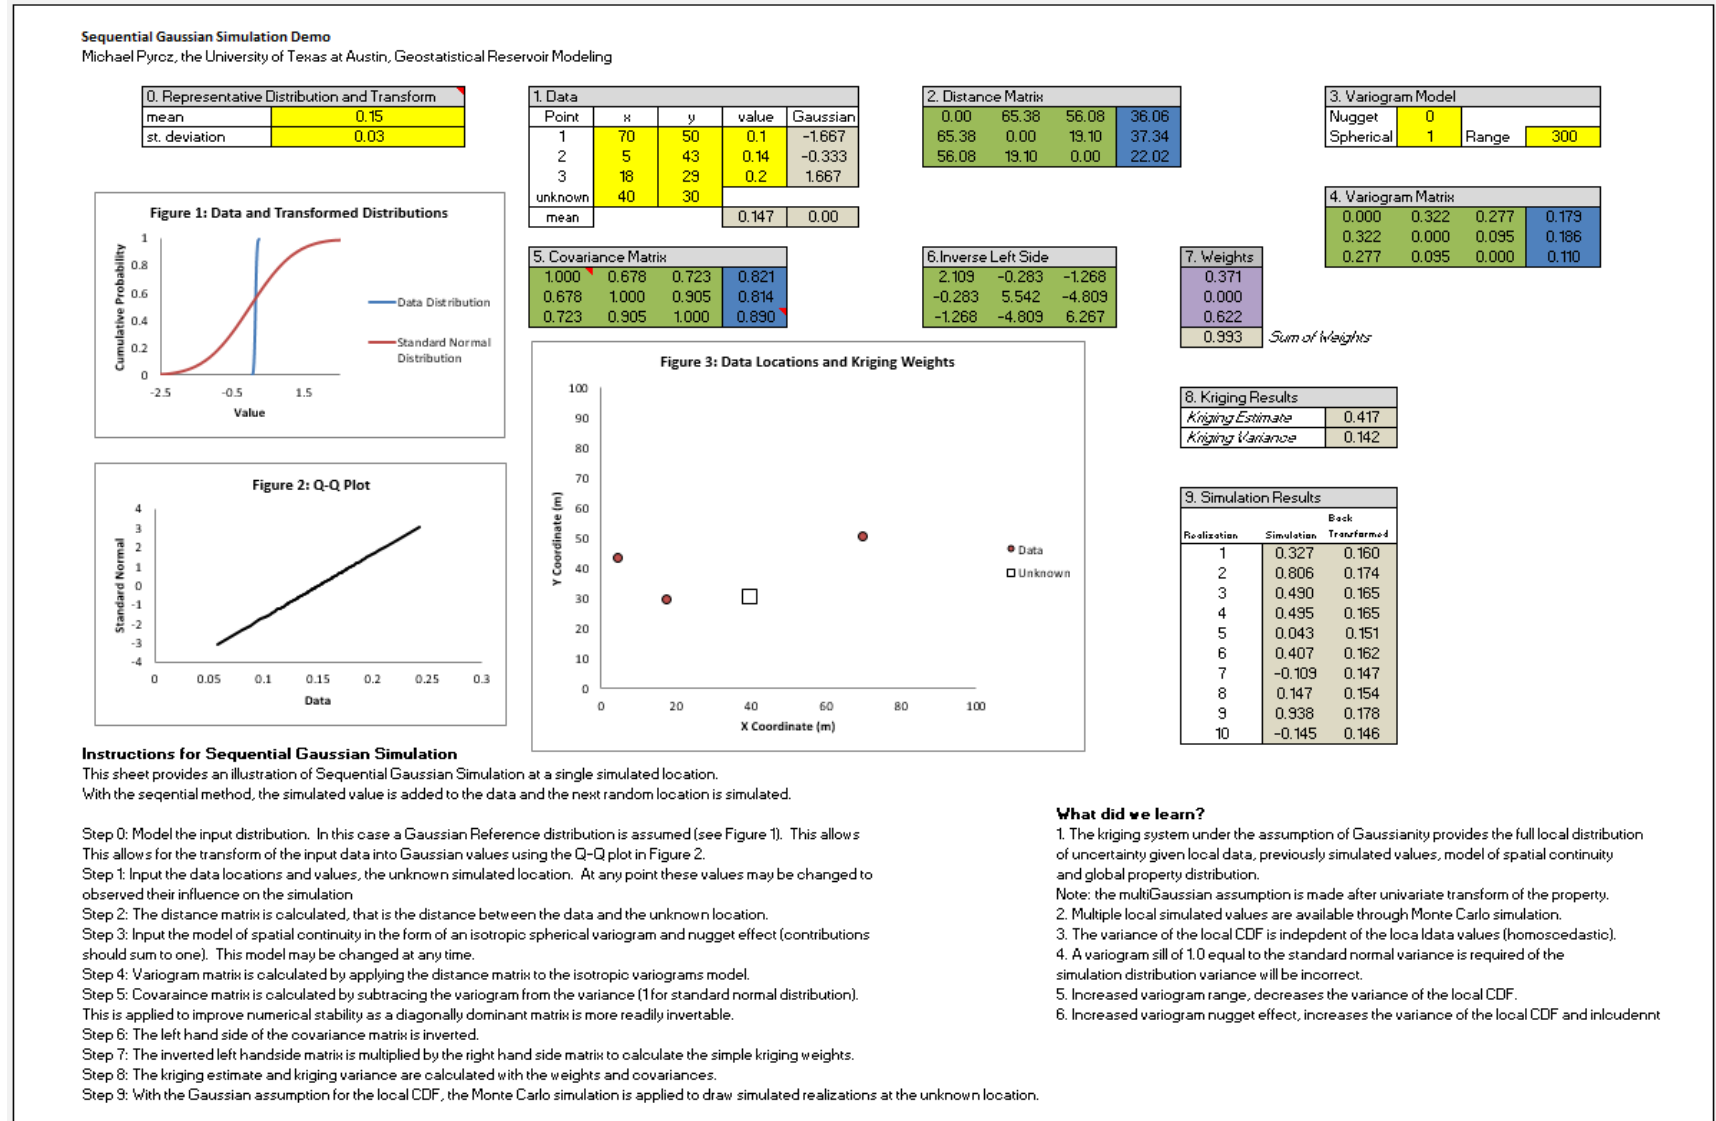 Sequential Gaussian Simulation Demo
Michael Pyrcz, the University of Texas at Austin, Geostatistical Reservoir Modeling
0. Representative Distribution and Transform
mean 0.15
st. deviation 0.03
1. Data
Point x y value Gaussian
1 70 50 0.1 -1.667
2 5 43 0.14 -0.333
3 18 29 0.2 1.667
unknown 40 30
mean 0.147 0.00
2. Distance Matrix
0.00 65.38 56.08 36.06
65.38 0.00 19.10 37.34
56.08 19.10 0.00 22.02
3. Variogram Model
Nugget 0
Spherical 1 Range 300
4. Variogram Matrix
0.000 0.322 0.277 0.179
0.322 0.000 0.095 0.186
0.277 0.095 0.000 0.110
Figure 1: Data and Transformed Distributions
Cumulative Probability
1
0.8
0.6
0.4
0.2
0
-2.5 -0.5 1.5
Value
Data Distribution
Standard Normal
Distribution
5. Covariance Matrix
1.000 0.678 0.723 0.821
0.678 1.000 0.905 0.814
0.723 0.905 1.000 0.890
6.Inverse Left Side
2.109 -0.283 -1.268
-0.283 5.542 -4.809
-1.268 -4.809 6.267
7. Weights
0.371
0.000
0.622
0.993 Sum of Weights
Figure 2: Q-Q Plot
Standard Normal
4
3
2
1
0
-1
-2
-3
-4
0 0.05 0.1 0.15 0.2 0.25 0.3
Data
Figure 3: Data Locations and Kriging Weights
Y Coordinate (m)
100
90
80
70
60
50
40
30
20
10
0
0 20 40 60 80 100
X Coordinate (m)
Data
Unknown
8. Kriging Results
Kriging Estimate 0.417
Kriging Variance 0.142
9. Simulation Results
Realization Simulation Back Transformed
1 0.327 0.160
2 0.806 0.174
3 0.490 0.165
4 0.495 0.165
5 0.043 0.151
6 0.407 0.162
7 -0.109 0.147
8 0.147 0.154
9 0.938 0.178
10 -0.145 0.146
Instructions for Sequential Gaussian Simulation
This sheet provides an illustration of Sequential Gaussian Simulation at a single simulated location.
With the seqential method, the simulated value is added to the data and the next random location is simulated.
Step 0: Model the input distribution. In this case a Gaussian Reference distribution is assumed (see Figure 1). This allows
This allows for the transform of the input data into Gaussian values using the Q-Q plot in Figure 2.
Step 1: Input the data locations and values, the unknown simulated location. At any point these values may be changed to
observed their influence on the simulation
Step 2: The distance matrix is calculated, that is the distance between the data and the unknown location.
Step 3: Input the model of spatial continuity in the form of an isotropic spherical variogram and nugget effect (contributions
should sum to one). This model may be changed at any time.
Step 4: Variogram matrix is calculated by applying the distance matrix to the isotropic variograms model.
Step 5: Covaraince matrix is calculated by subtracing the variogram from the variance (1 for standard normal distribution).
This is applied to improve numerical stability as a diagonally dominant matrix is more readily invertable.
Step 6: The left hand side of the covariance matrix is inverted.
Step 7: The inverted left handside matrix is multiplied by the right hand side matrix to calculate the simple kriging weights.
Step 8: The kriging estimate and kriging variance are calculated with the weights and covariances.
Step 9: With the Gaussian assumption for the local CDF, the Monte Carlo simulation is applied to draw simulated realizations at the unknown location.
What did we learn?
1. The kriging system under the assumption of Gaussianity provides the full local distribution
of uncertainty given local data, previously simulated values, model of spatial continuity
and global property distribution.
Note: the multiGaussian assumption is made after univariate transform of the property.
2. Multiple local simulated values are available through Monte Carlo simulation.
3. The variance of the local CDF is indepdent of the local data values (homoscedastic).
4. A variogram sill of 1.0 equal to the standard normal variance is required of the
simulation distribution variance will be incorrect.
5. Increased variogram range, decreases the variance of the local CDF.
6. Increased variogram nugget effect, increases the variance of the local CDF and inlcudennt